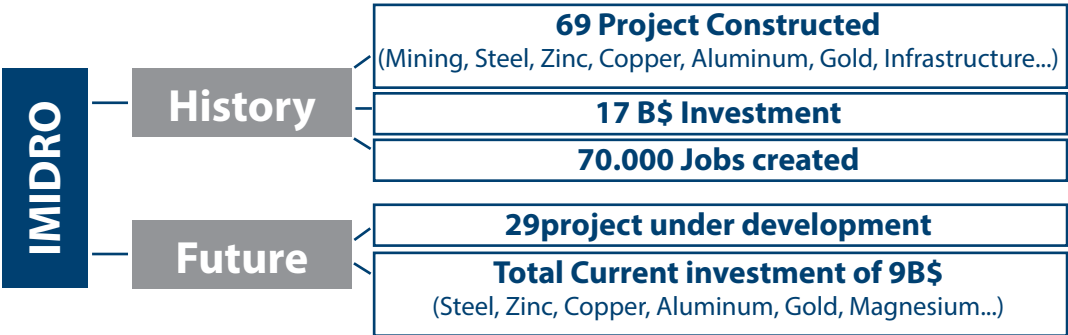 IMIDRO
History
69 Project Constructed
(Mining, Steel, Zinc, Copper, Aluminum, Gold, Infrastructure...)
17 B$ Investment
70.000 Jobs created
Future
29project under development
Total Current investment of 9B$
(Steel, Zinc, Copper, Aluminum, Gold, Magnesium...)